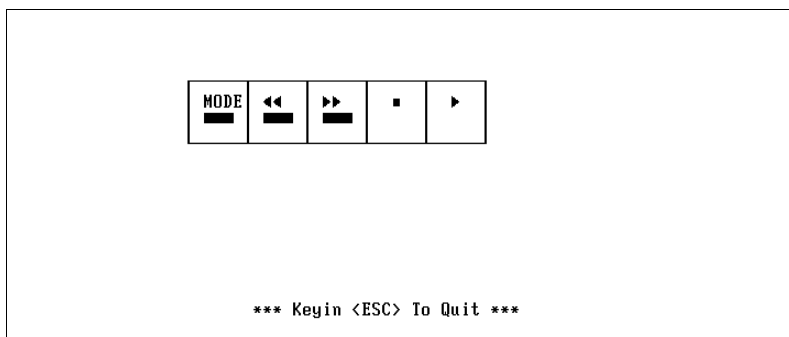 MODE ◀◀ ▶▶ ■ ▶
*** Keyin <ESC> To Quit ***